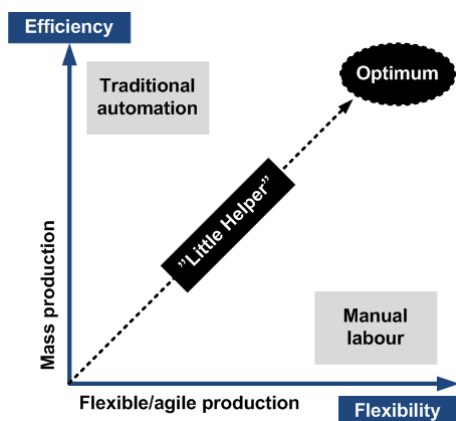 Efficiency
Traditional
automation
Optimum
"Little Helper"
Mass production
Manual
labour
Flexible/agile production
Flexibility